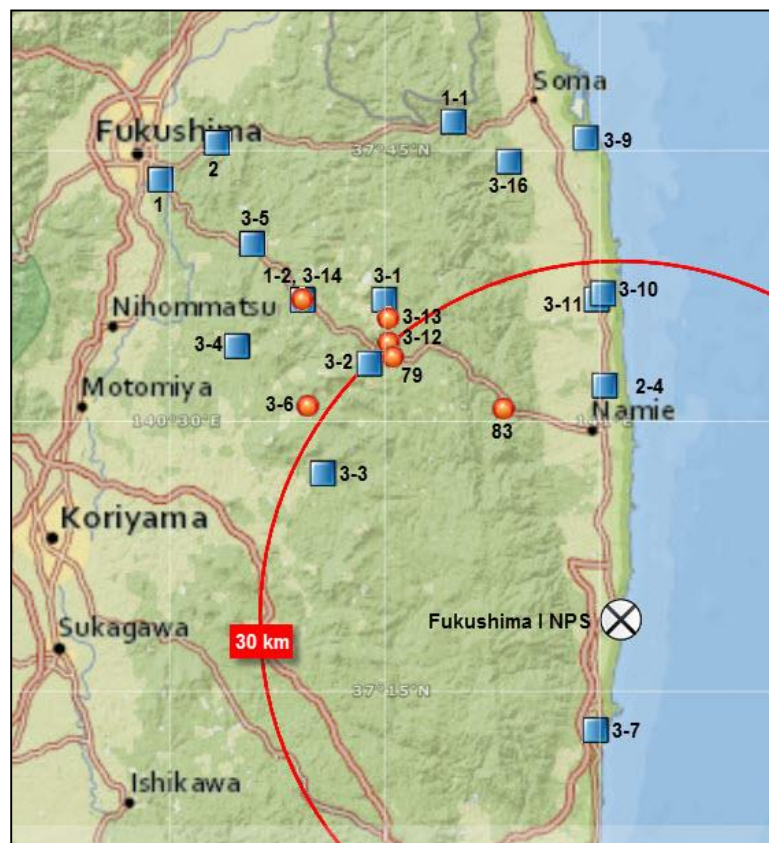 Soma
1-1
Fukushima
37°45'N
3-9
2
3-16
1
3-5
1-2, 3-14
3-1
3-10
3-11
Nihommatsu
3-13
3-12
3-4
3-2
79
2-4
Motomiya
3-6
140°30'E
83
Namie
3-3
Koriyama
Fukushima I NPS
Sukagawa
30 km
37°15'N
3-7
Ishikawa